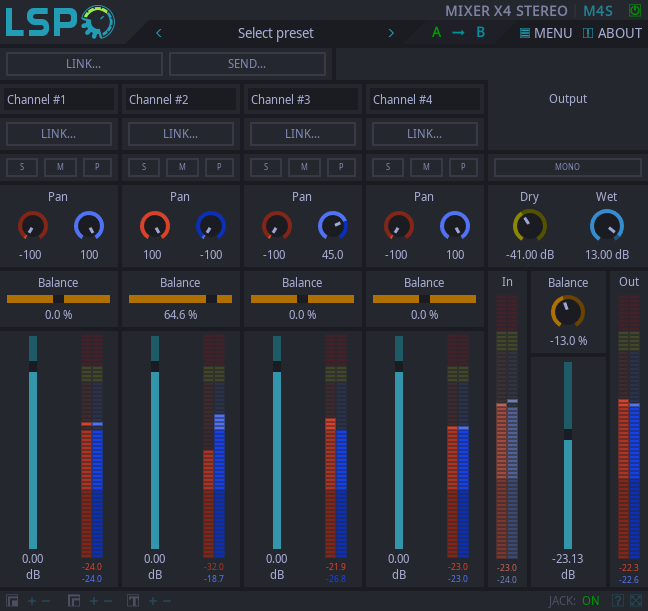 LSP
MIXER X4 STEREO M4S
Select preset
A → B
MENU
ABOUT
LINK...
SEND...
Channel #1
Channel #2
Channel #3
Channel #4
Output
LINK...
LINK...
LINK...
LINK...
S M P
S M P
S M P
S M P
MONO
Pan
Pan
Pan
Pan
Dry
Wet
-100 100
100 -100
-100 45.0
-100 100
-41.00 dB
13.00 dB
Balance
Balance
Balance
Balance
In
Balance
Out
0.0 %
64.6 %
0.0 %
0.0 %
-13.0 %
0.00
dB
-24.0
-24.0
0.00
dB
-32.0
-18.7
0.00
dB
-21.9
-26.8
0.00
dB
-23.0
-23.0
-23.0
-24.0
-23.13
dB
-22.3
-22.6
+ −
+ −
T + −
JACK: ON
?